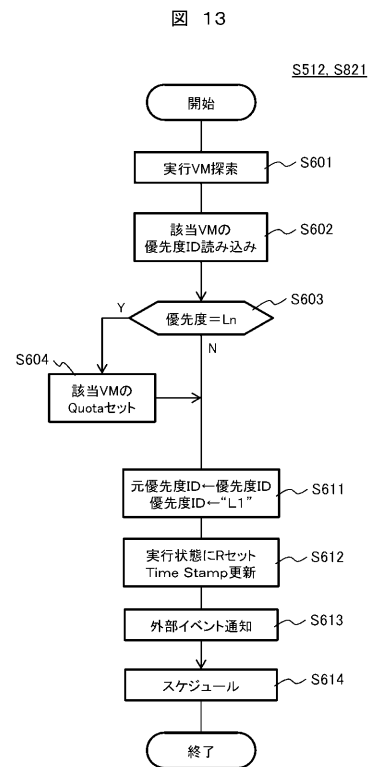 図 13
S512, S821
開始
実行VM探索
S601
該当VMの
優先度ID読み込み
S602
優先度=Ln
S603
Y
N
S604
該当VMの
Quotaセット
元優先度ID←優先度ID
優先度ID←“L1”
S611
実行状態にRセット
Time Stamp更新
S612
外部イベント通知
S613
スケジュール
S614
終了